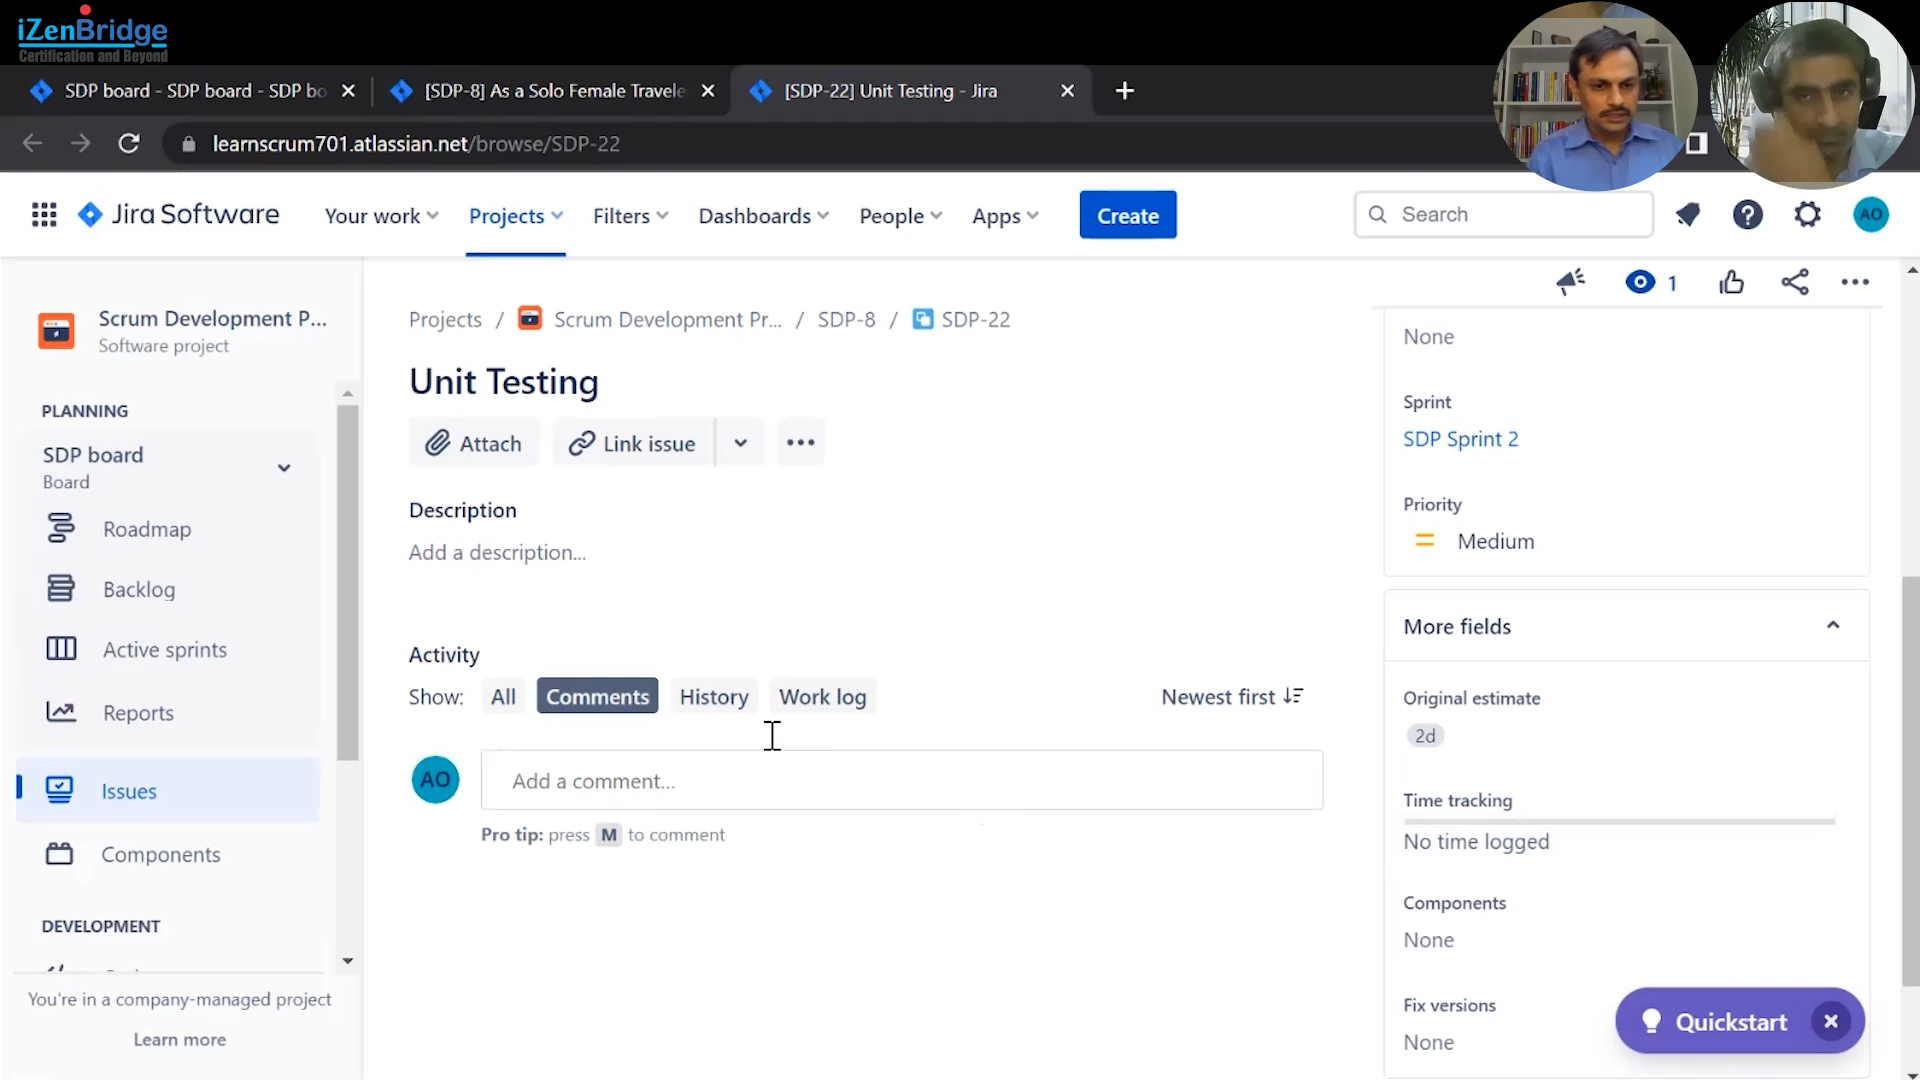 iZenBridge
Certification and Beyond
SDP board - SDP board - SDP bo
[SDP-8] As a Solo Female Travele
[SDP-22] Unit Testing - Jira
learnscrum701.atlassian.net/browse/SDP-22
Jira Software
Your work
Projects
Filters
Dashboards
People
Apps
Create
Search
AO
Scrum Development P...
Software project
PLANNING
SDP board
Board
Roadmap
Backlog
Active sprints
Reports
Issues
Components
DEVELOPMENT
You're in a company-managed project
Learn more
Projects / Scrum Development Pr... / SDP-8 / SDP-22
Unit Testing
Attach
Link issue
Description
Add a description...
Activity
Show: All Comments History Work log
Newest first
AO
Add a comment...
Pro tip: press M to comment
1
None
Sprint
SDP Sprint 2
Priority
Medium
More fields
Original estimate
2d
Time tracking
No time logged
Components
None
Fix versions
None
Quickstart